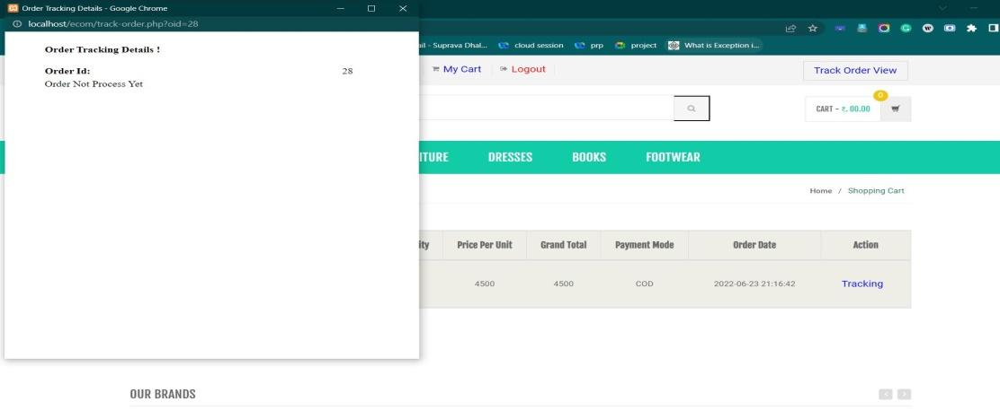 Order Tracking Details - Google Chrome
localhost/ecom/track-order.php?oid=28
Order Tracking Details !
Order Id: 28
Order Not Process Yet
ail - Suprava Dhal... cloud session prp project What is Exception i...
My Cart Logout Track Order View
0
CART - ₹. 00.00
ITURE DRESSES BOOKS FOOTWEAR
Home / Shopping Cart
ity Price Per Unit Grand Total Payment Mode Order Date Action
4500 4500 COD 2022-06-23 21:16:42 Tracking
OUR BRANDS